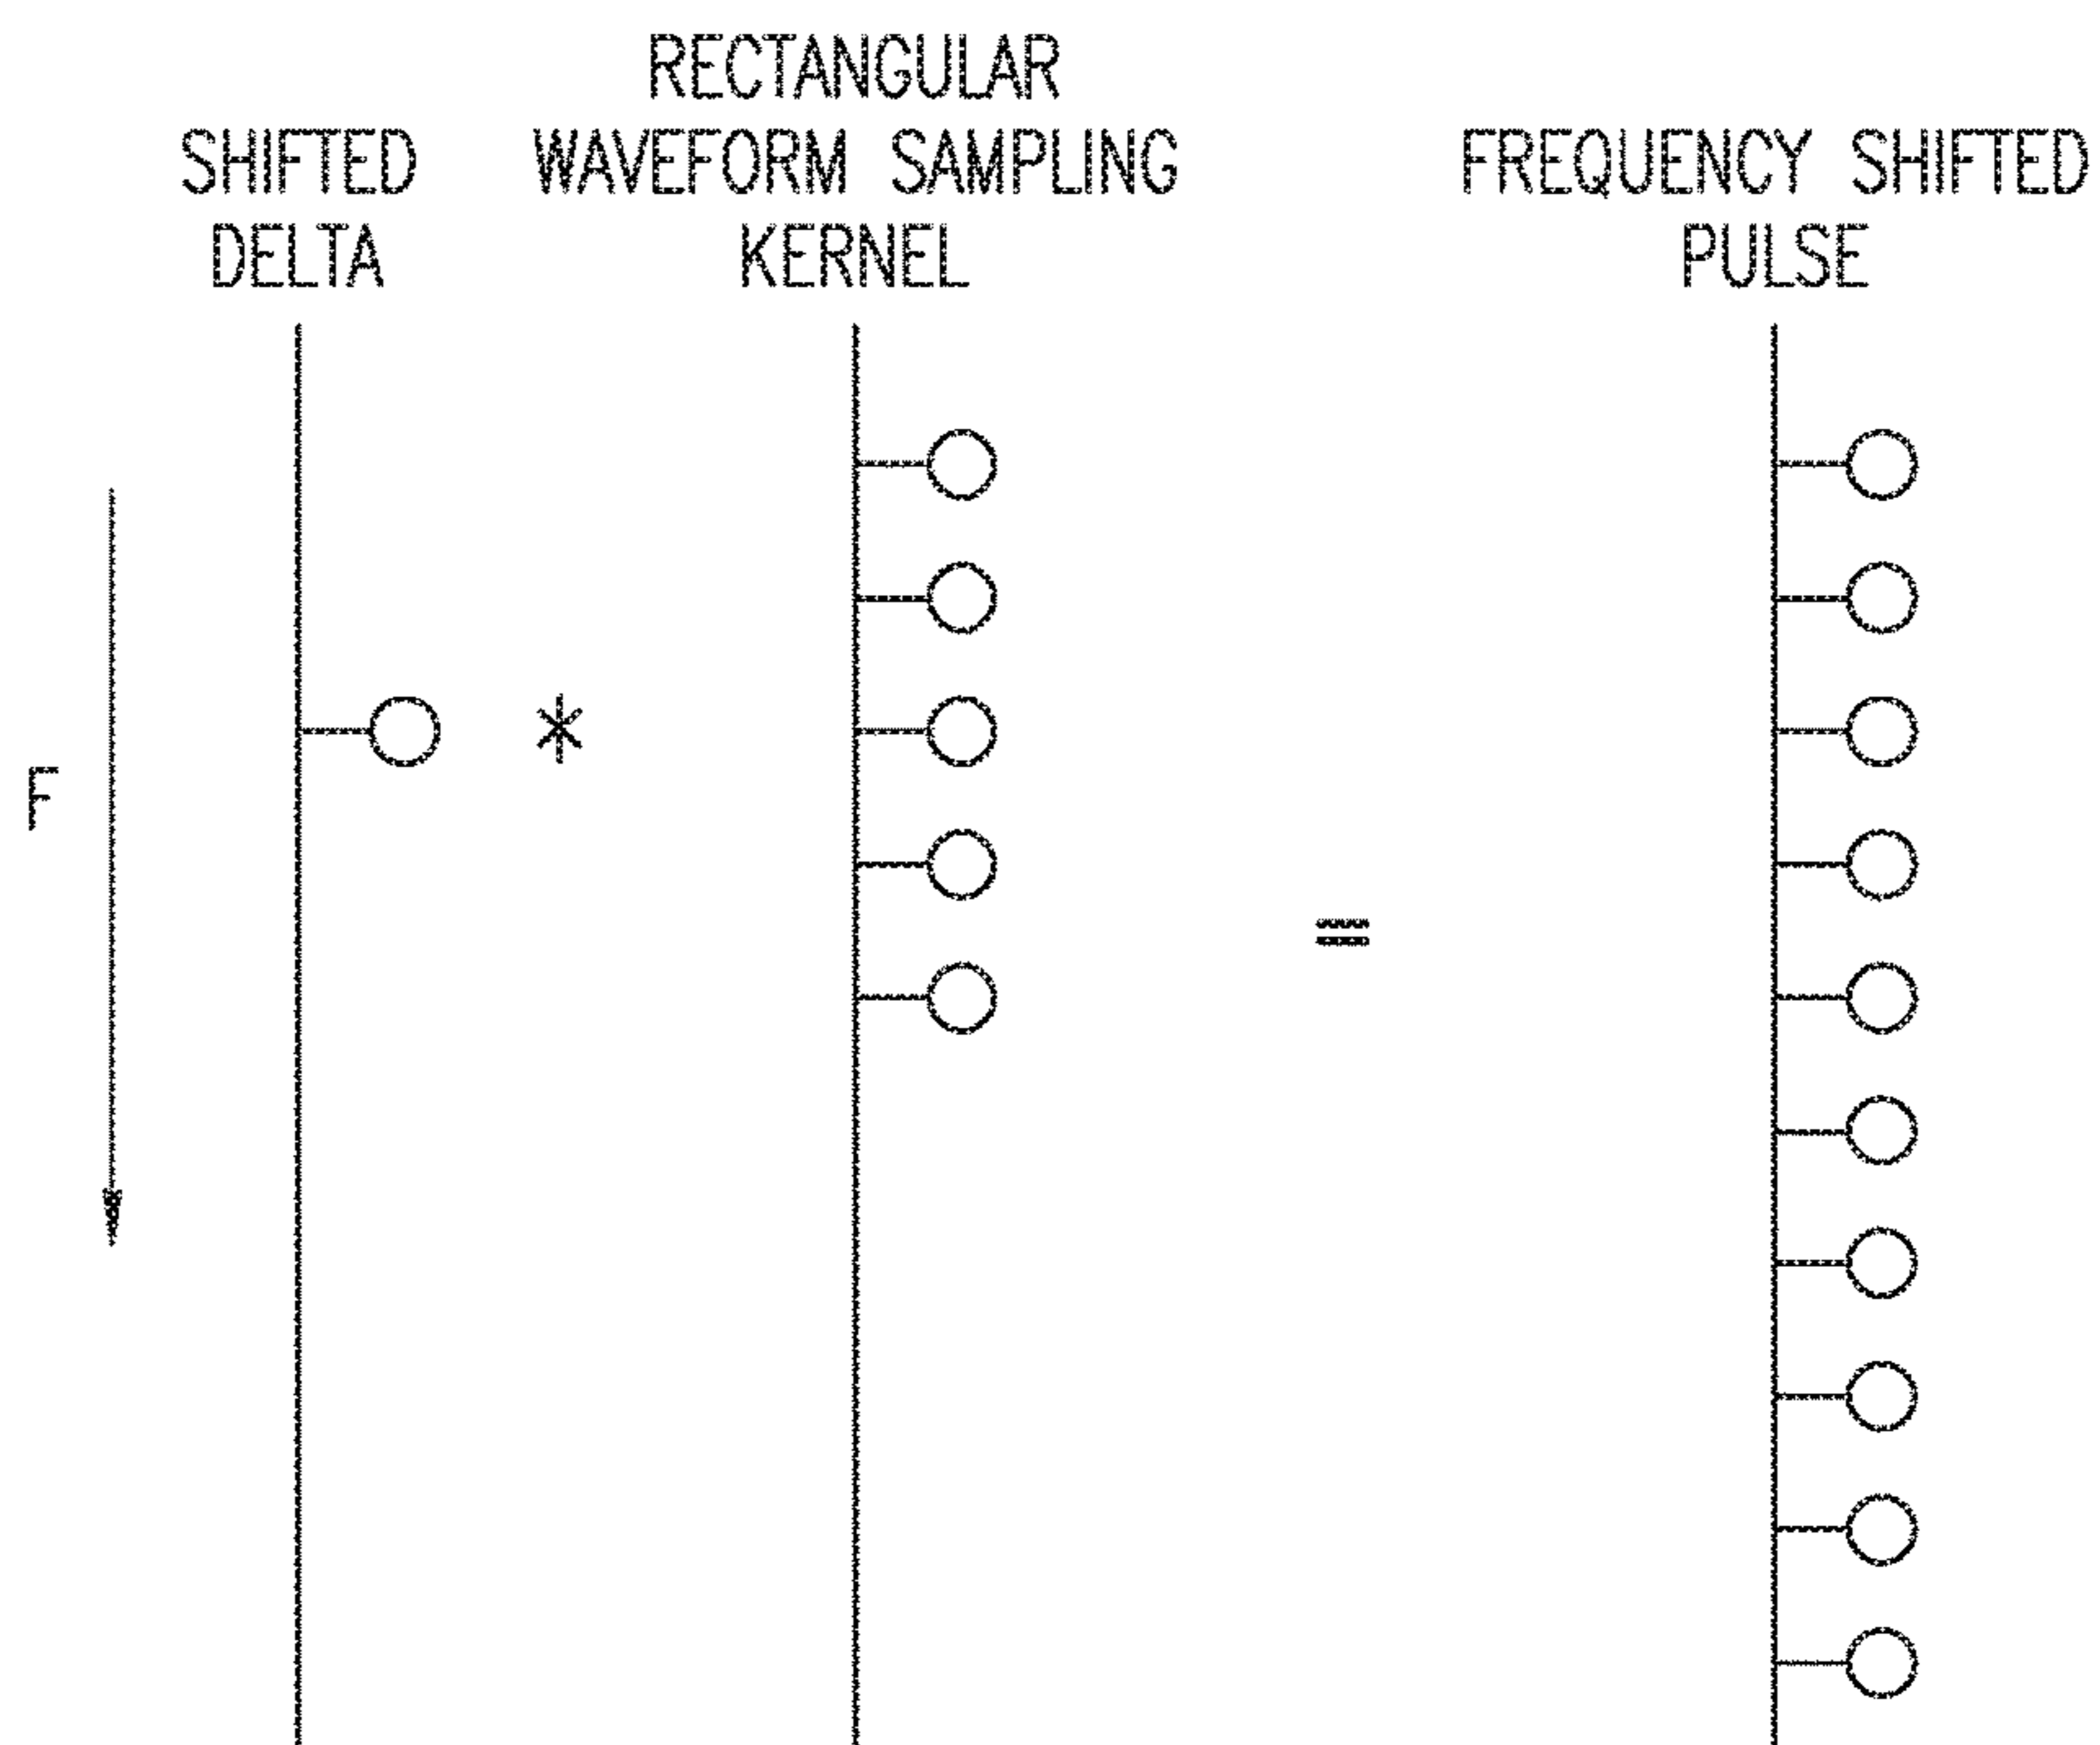 SHIFTED
DELTA
RECTANGULAR
WAVEFORM SAMPLING
KERNEL
FREQUENCY SHIFTED
PULSE
F
*
=